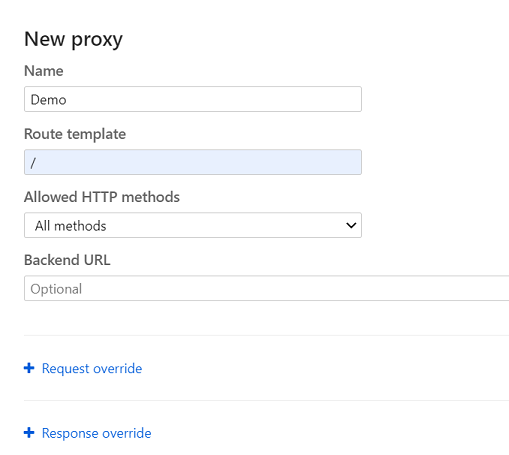 New proxy
Name
Demo
Route template
/
Allowed HTTP methods
All methods
Backend URL
Optional
Request override
Response override